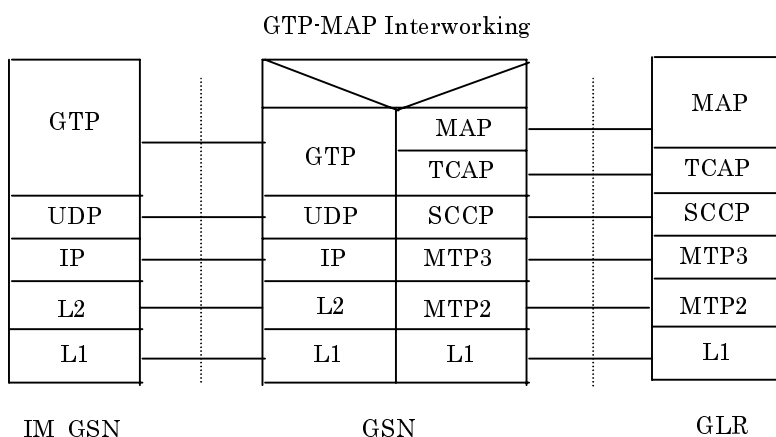 GTP-MAP Interworking
GTP
GTP
MAP
MAP
TCAP
TCAP
UDP
UDP
SCCP
SCCP
IP
IP
MTP3
MTP3
L2
L2
MTP2
MTP2
L1
L1
L1
L1
IM GSN
GSN
GLR